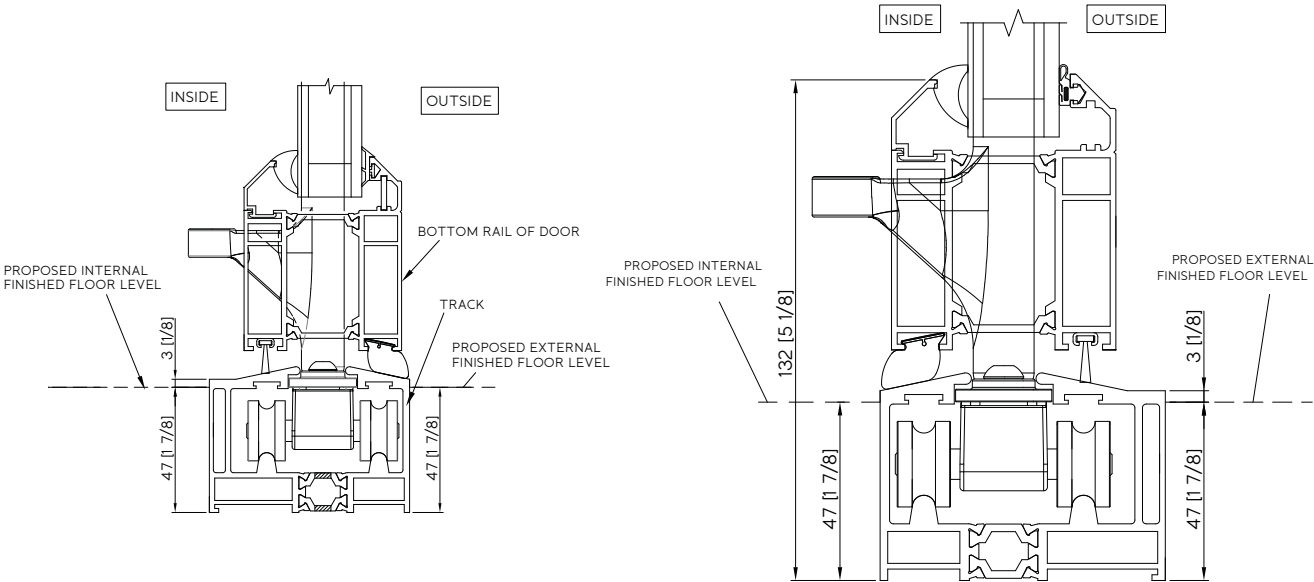 INSIDE
OUTSIDE
BOTTOM RAIL OF DOOR
PROPOSED INTERNAL
FINISHED FLOOR LEVEL
TRACK
PROPOSED EXTERNAL
FINISHED FLOOR LEVEL
3 [1/8]
47 [1 7/8]
47 [1 7/8]
INSIDE
OUTSIDE
PROPOSED INTERNAL
FINISHED FLOOR LEVEL
PROPOSED EXTERNAL
FINISHED FLOOR LEVEL
132 [5 1/8]
3 [1/8]
47 [1 7/8]
47 [1 7/8]